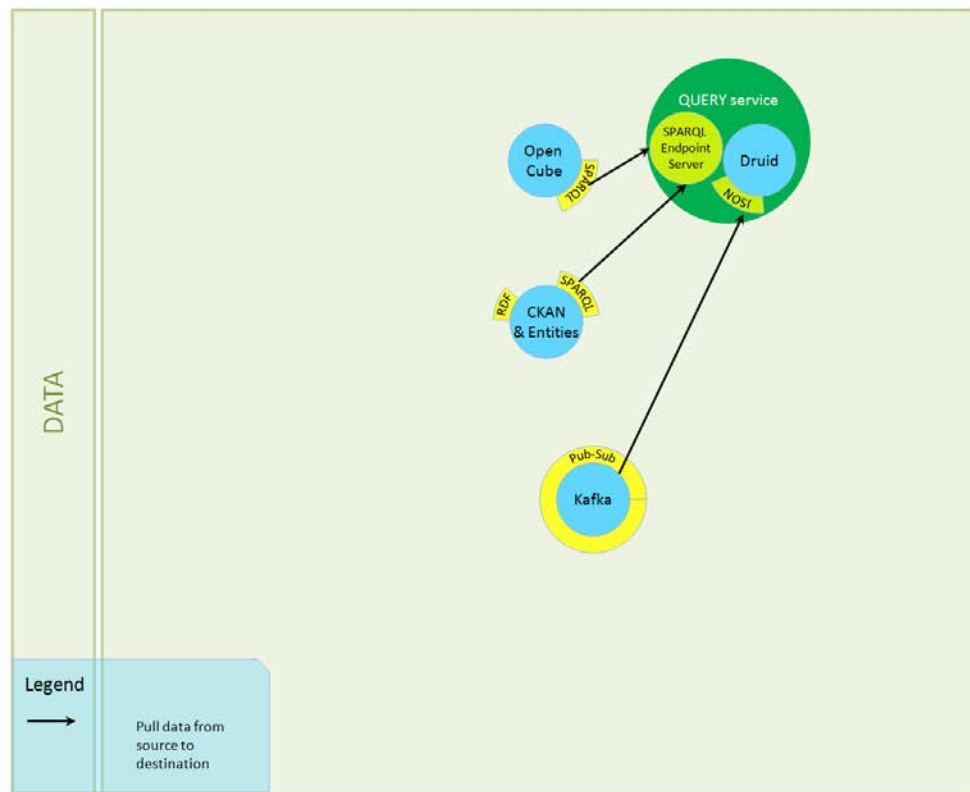 QUERY service
SPARQL
Endpoint
Server
Druid
JSON
Open
Cube
SPARQL
SPARQL
RDF
CKAN
& Entities
DATA
Pub-Sub
Kafka
Legend
Pull data from
source to
destination